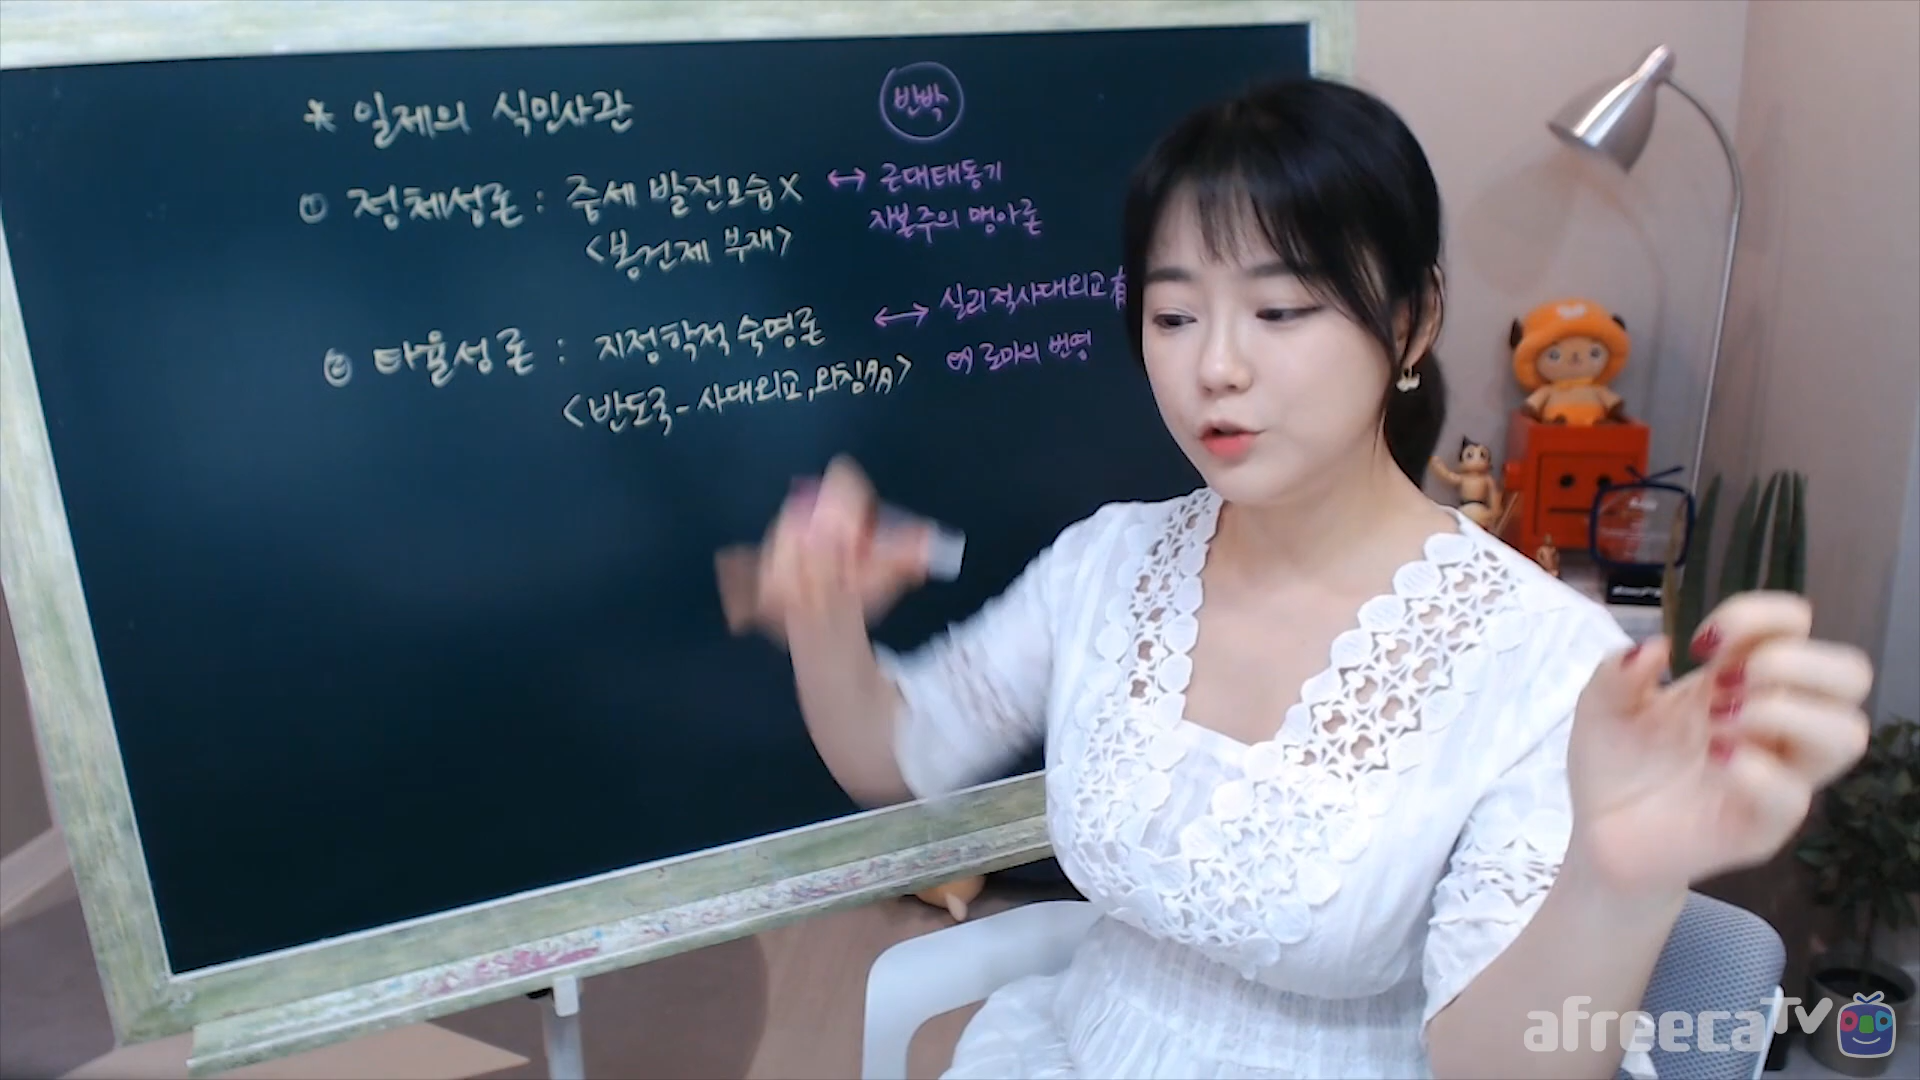 * 일제의 식민사관
반박
① 정체성론 : 중세 발전모습 X ↔ 근대태동기
<봉건제 부재> 자본주의 맹아론
② 타율성론 : 지정학적 숙명론 ↔ 실리적사대외교 有
<반도국 - 사대외교, 외침> 예) 로마의 번영
afreecaTV